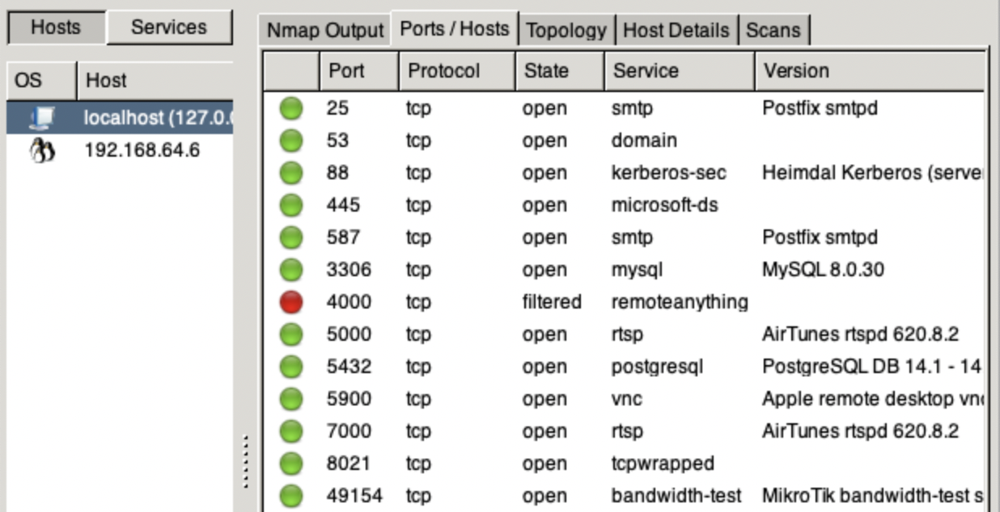 Hosts Services
Nmap Output Ports / Hosts Topology Host Details Scans
OS Host
localhost (127.0.
192.168.64.6
Port Protocol State Service Version
25 tcp open smtp Postfix smtpd
53 tcp open domain
88 tcp open kerberos-sec Heimdal Kerberos (serve
445 tcp open microsoft-ds
587 tcp open smtp Postfix smtpd
3306 tcp open mysql MySQL 8.0.30
4000 tcp filtered remoteanything
5000 tcp open rtsp AirTunes rtspd 620.8.2
5432 tcp open postgresql PostgreSQL DB 14.1 - 14
5900 tcp open vnc Apple remote desktop vn
7000 tcp open rtsp AirTunes rtspd 620.8.2
8021 tcp open tcpwrapped
49154 tcp open bandwidth-test MikroTik bandwidth-test s